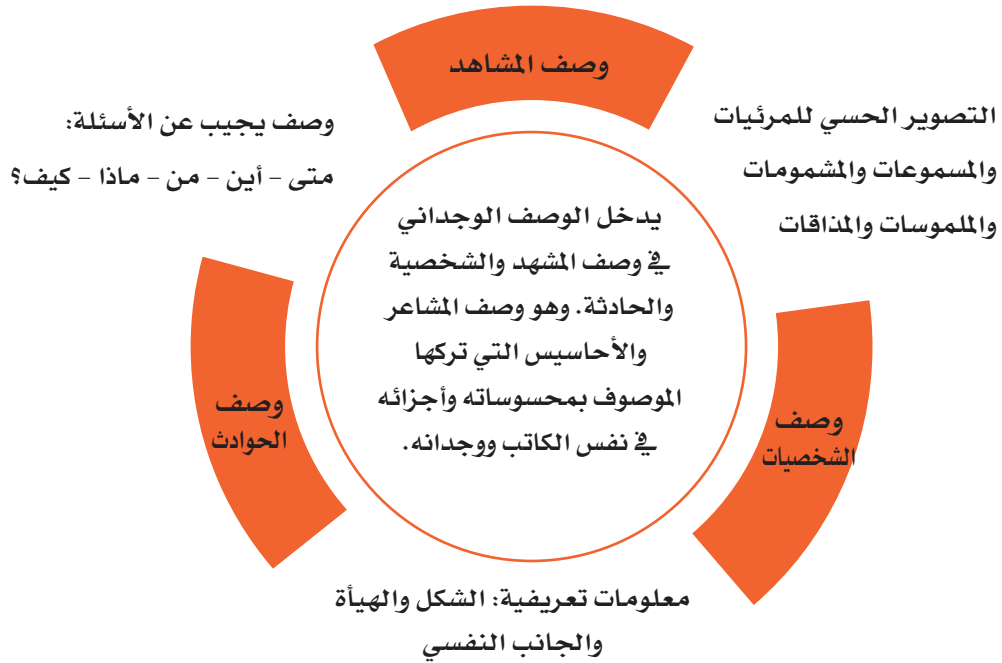 وصف المشاهد
التصوير الحسي للمرئيات
والمسموعات والمشمومات
والملموسات والمذاقات
وصف يجيب عن الأسئلة:
متى - أين - من - ماذا - كيف؟
يدخل الوصف الوجداني
في وصف المشهد والشخصية
والحادثة. وهو وصف المشاعر
والأحاسيس التي تركها
الموصوف بمحسوساته وأجزائه
في نفس الكاتب ووجدانه.
وصف
الشخصيات
وصف
الحوادث
معلومات تعريفية: الشكل والهيأة
والجانب النفسي